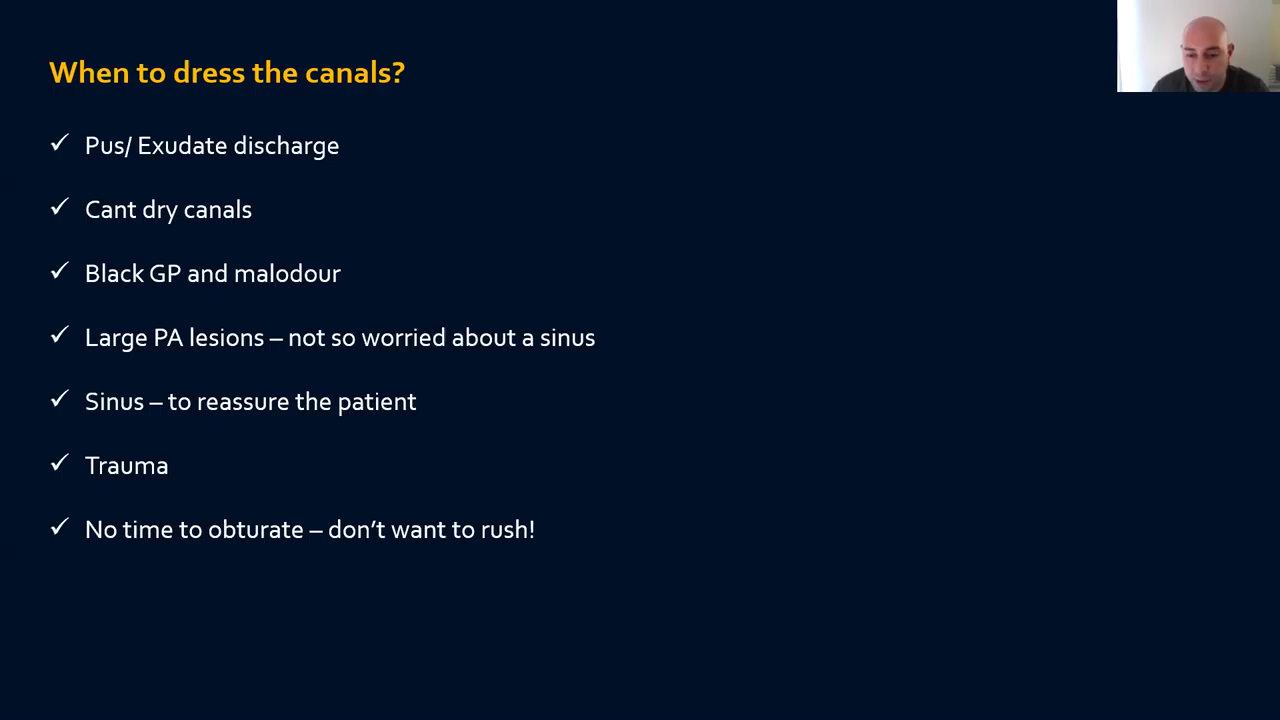 When to dress the canals?
✓ Pus/ Exudate discharge
✓ Cant dry canals
✓ Black GP and malodour
✓ Large PA lesions – not so worried about a sinus
✓ Sinus – to reassure the patient
✓ Trauma
✓ No time to obturate – don’t want to rush!